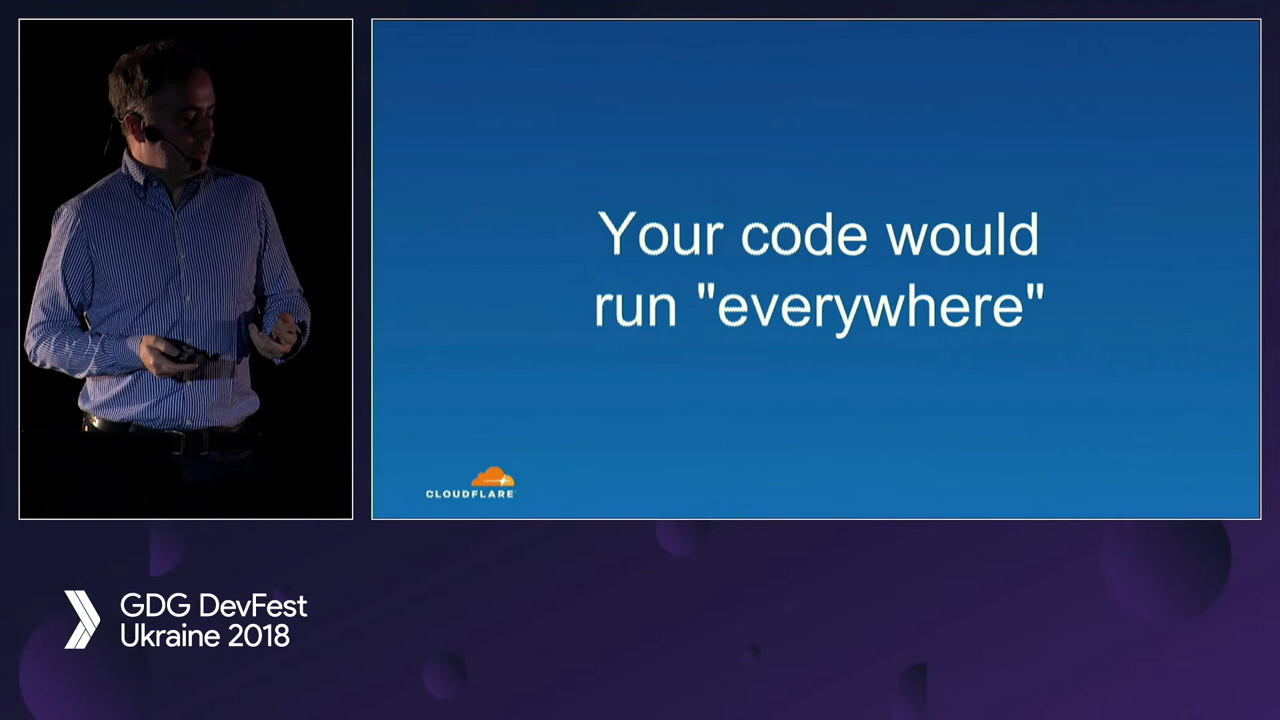 Your code would
run "everywhere"
CLOUDFLARE
GDG DevFest
Ukraine 2018